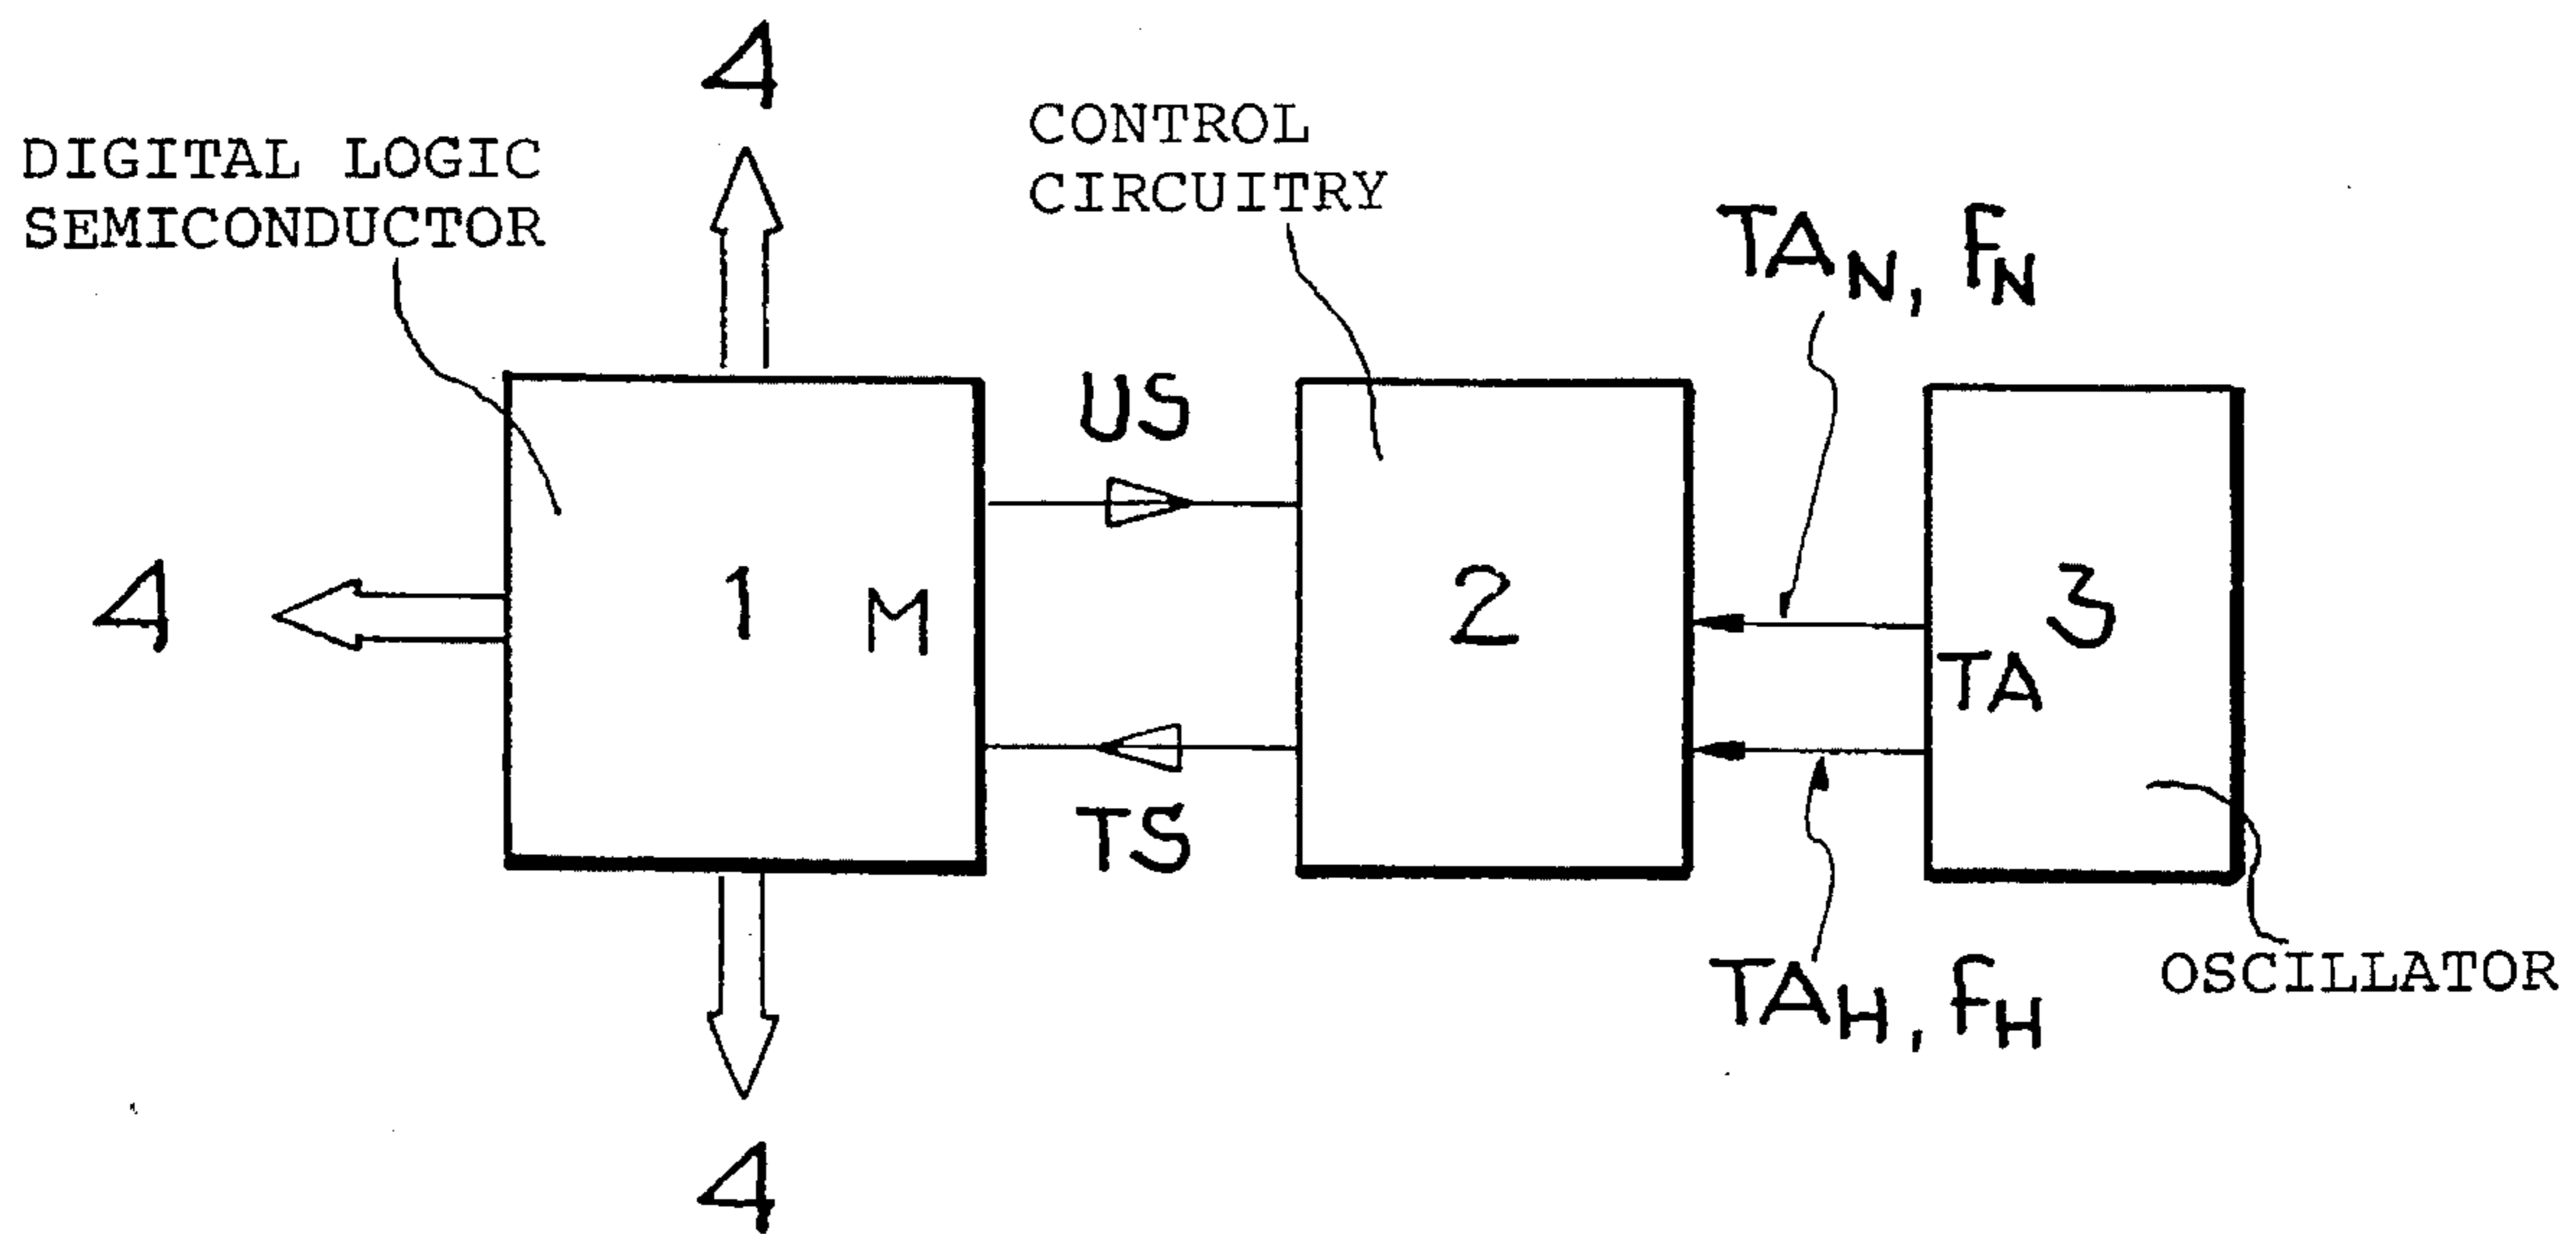 4
DIGITAL LOGIC
SEMICONDUCTOR
CONTROL
CIRCUITRY
TA_N, F_N
US
4
1
M
2
3
TA
TS
TA_H, F_H
OSCILLATOR
4